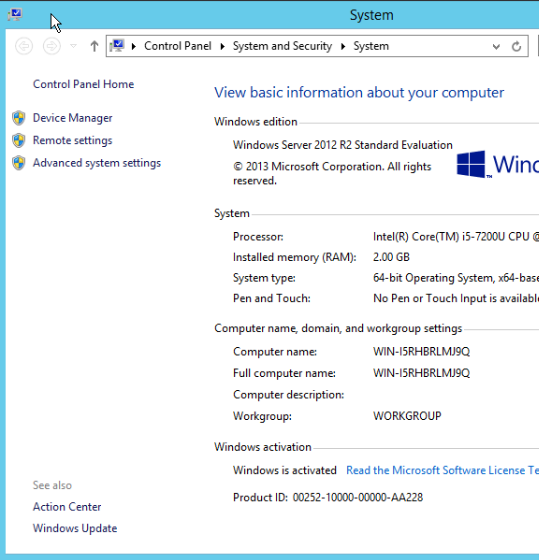 System
Control Panel System and Security System
Control Panel Home
Device Manager
Remote settings
Advanced system settings
View basic information about your computer
Windows edition
Windows Server 2012 R2 Standard Evaluation
© 2013 Microsoft Corporation. All rights
reserved.
System
Processor: Intel(R) Core(TM) i5-7200U CPU @
Installed memory (RAM): 2.00 GB
System type: 64-bit Operating System, x64-base
Pen and Touch: No Pen or Touch Input is available
Computer name, domain, and workgroup settings
Computer name: WIN-I5RHBRLMJ9Q
Full computer name: WIN-I5RHBRLMJ9Q
Computer description:
Workgroup: WORKGROUP
Windows activation
Windows is activated Read the Microsoft Software License Te
Product ID: 00252-10000-00000-AA228
See also
Action Center
Windows Update